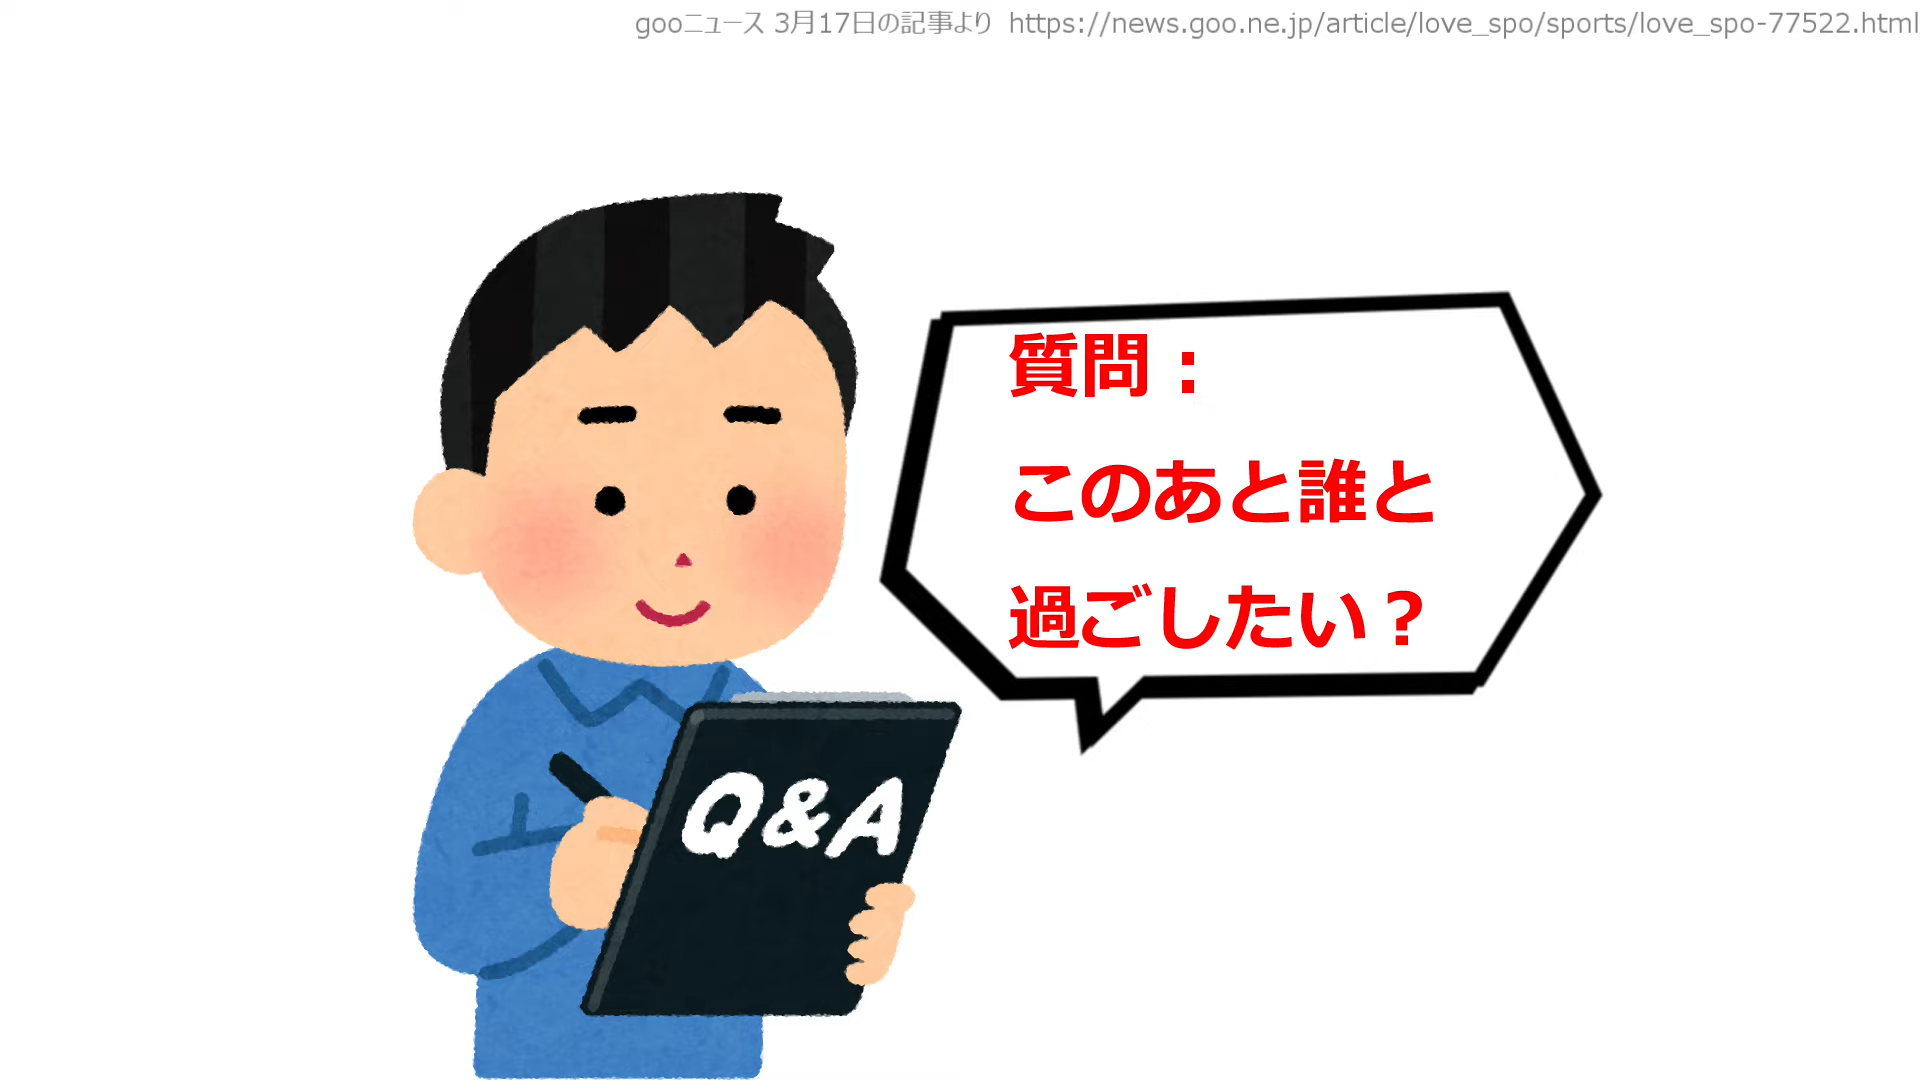 gooニュース 3月17日の記事より https://news.goo.ne.jp/article/love_spo/sports/love_spo-77522.html
質問：
このあと誰と
過ごしたい？
Q&A